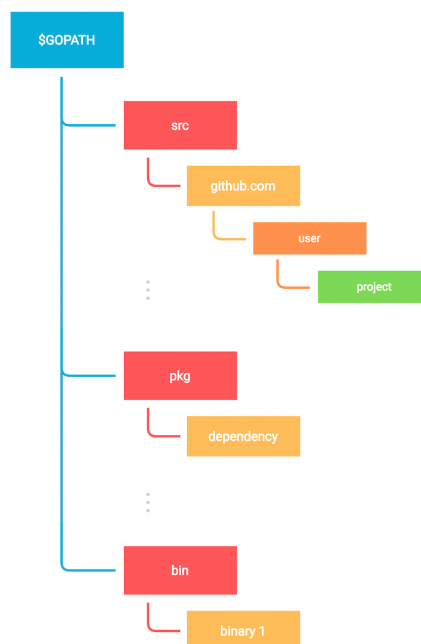 $GOPATH
src
github.com
user
project
pkg
dependency
bin
binary 1